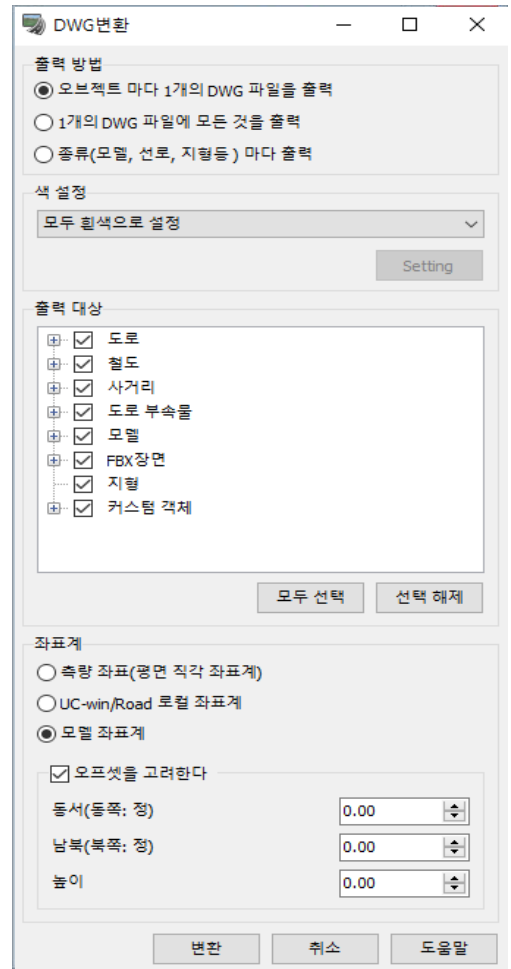 DWG변환
출력 방법
오브젝트 마다 1개의 DWG 파일을 출력
1개의 DWG 파일에 모든 것을 출력
종류(모델, 선로, 지형등 ) 마다 출력
색 설정
모두 흰색으로 설정
Setting
출력 대상
도로
철도
사거리
도로 부속물
모델
FBX장면
지형
커스텀 객체
모두 선택 선택 해제
좌표계
측량 좌표(평면 직각 좌표계)
UC-win/Road 로컬 좌표계
모델 좌표계
오프셋을 고려한다
동서(동쪽: 정) 0.00
남북(북쪽: 정) 0.00
높이 0.00
변환 취소 도움말